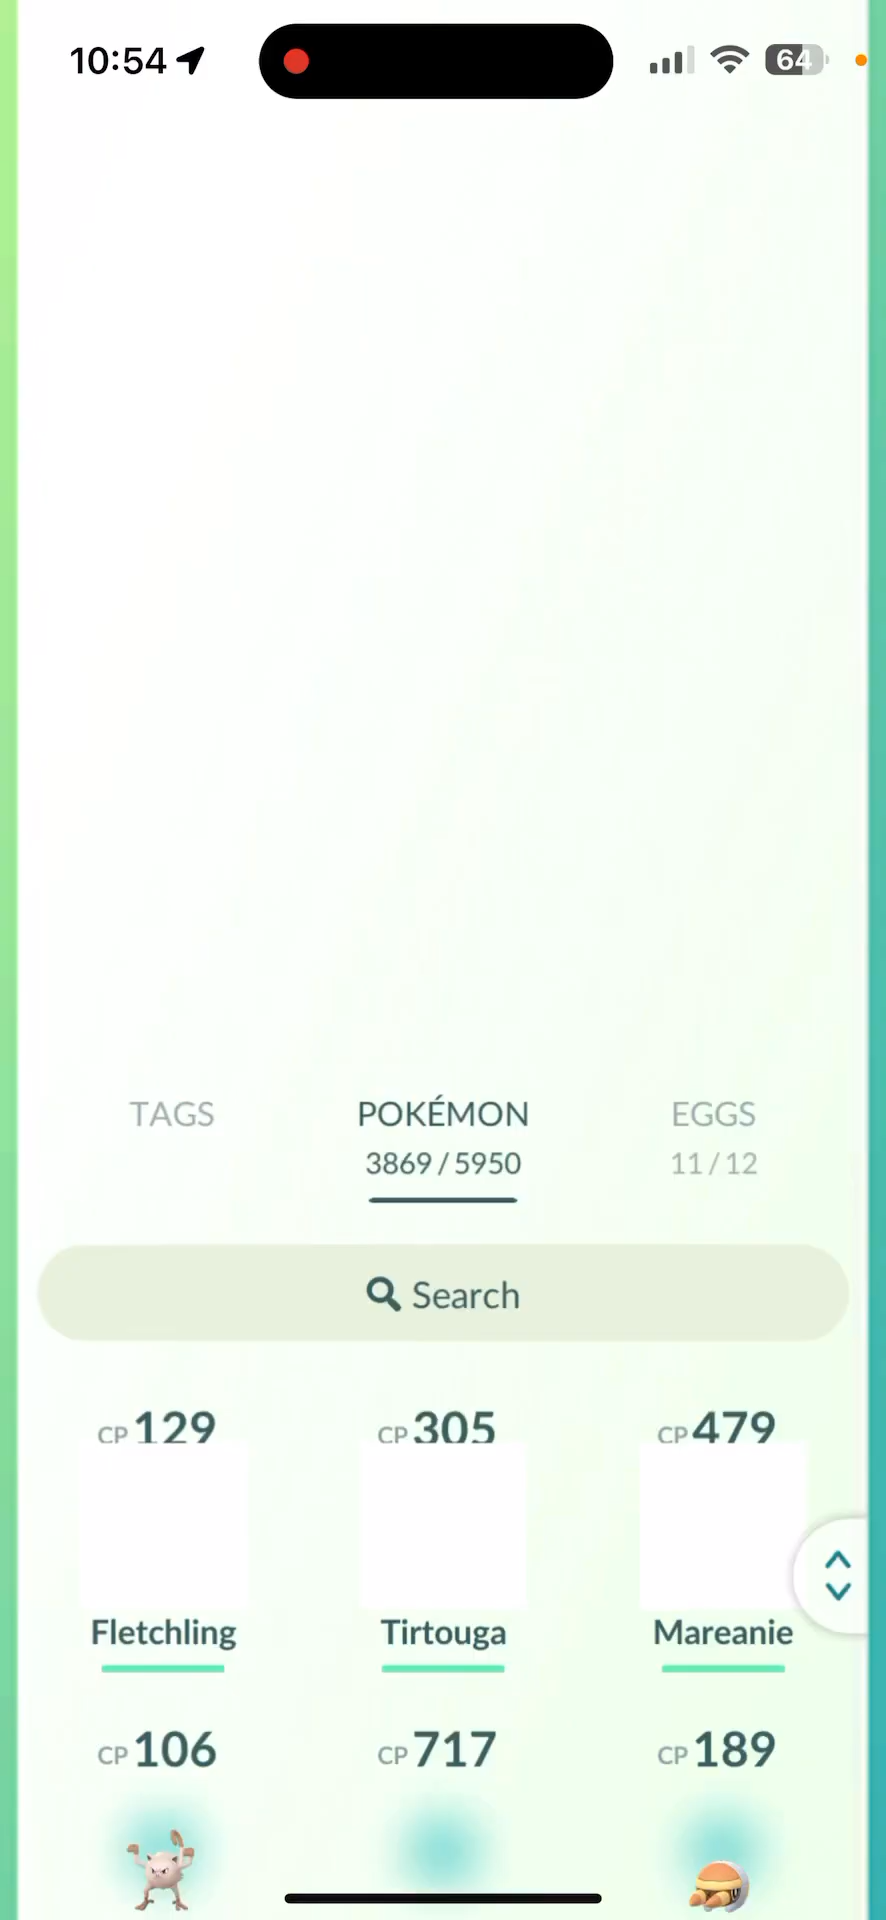 10:54
64
TAGS POKÉMON EGGS
3869 / 5950 11 / 12
Search
CP 129 CP 305 CP 479
Fletchling Tirtouga Mareanie
CP 106 CP 717 CP 189